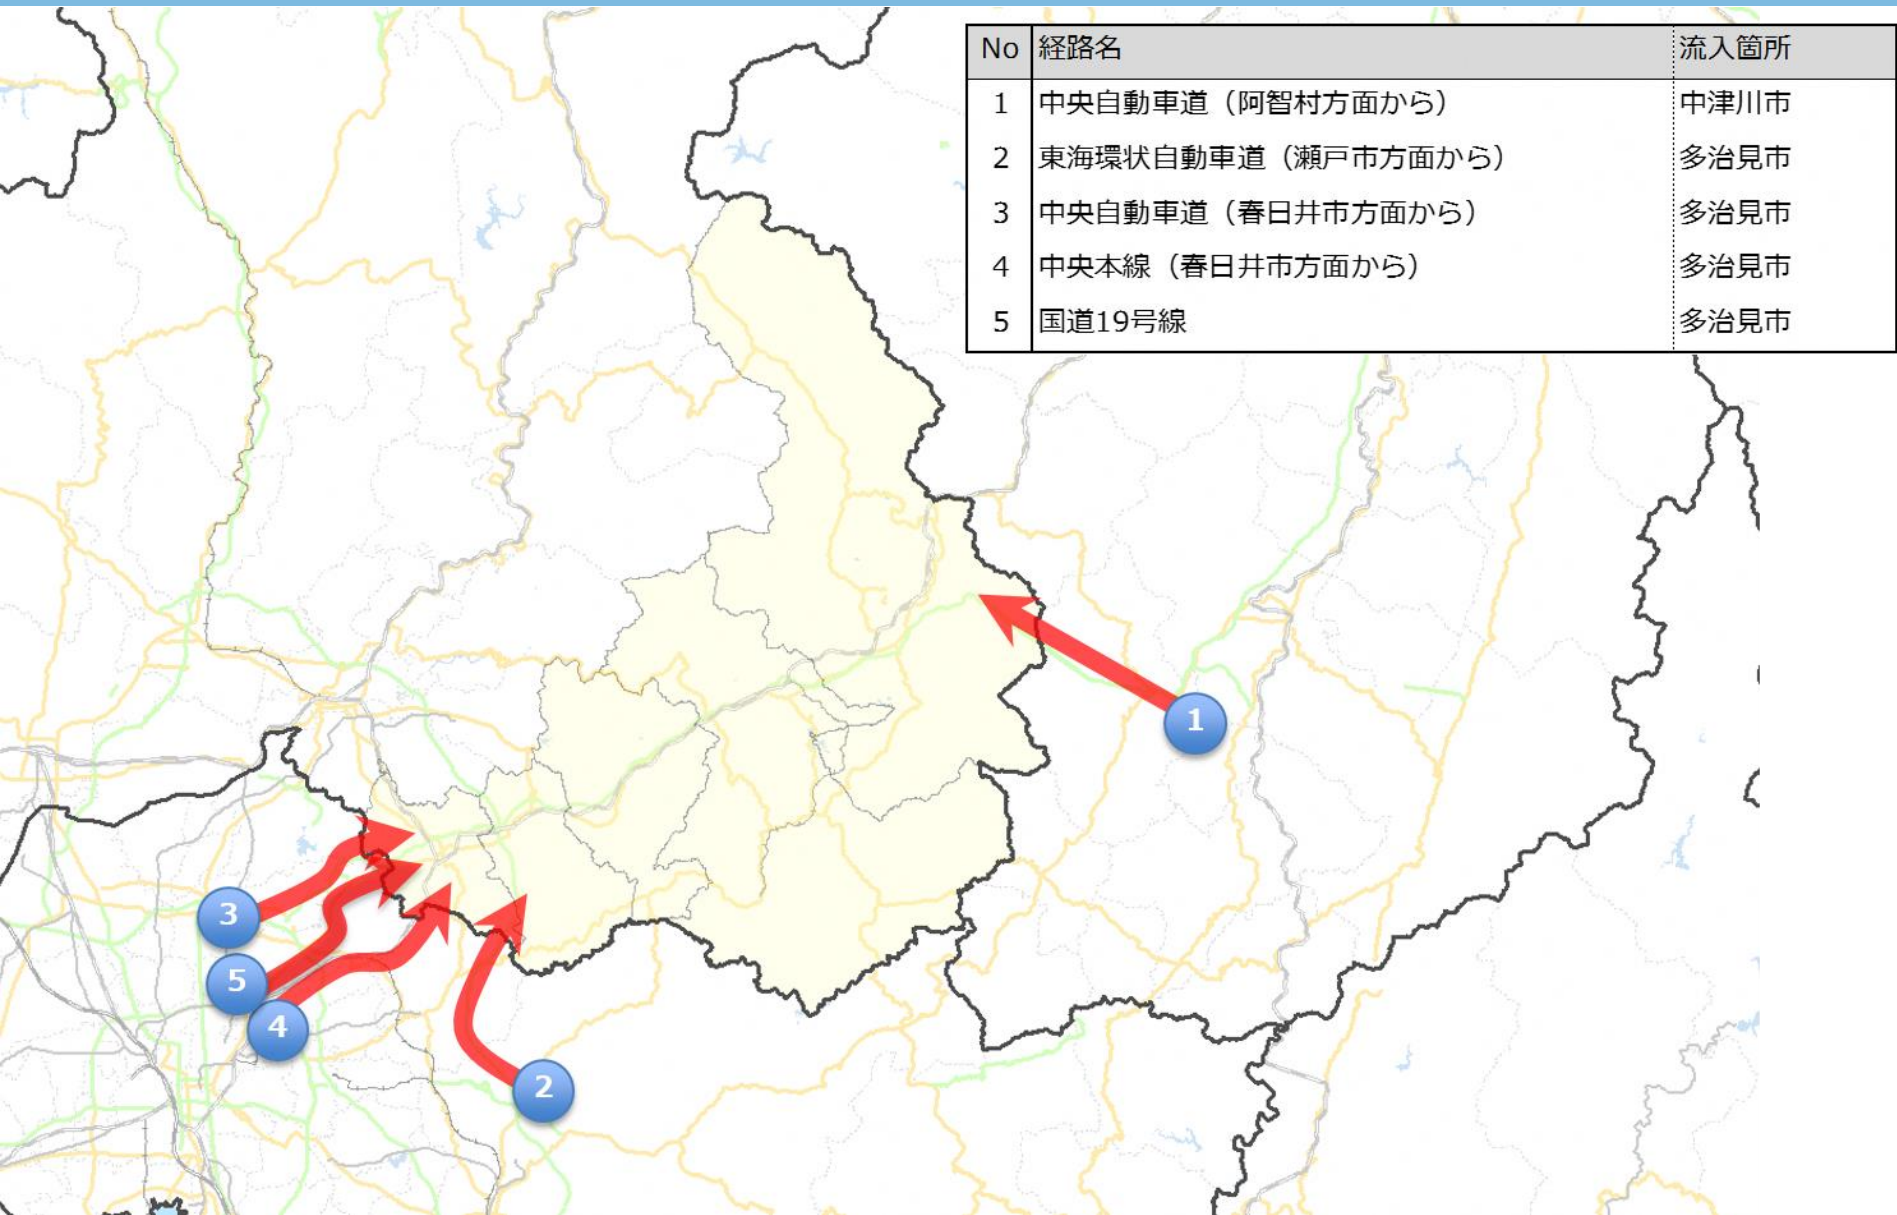 No 経路名 流入箇所
1 中央自動車道（阿智村方面から） 中津川市
2 東海環状自動車道（瀬戸市方面から） 多治見市
3 中央自動車道（春日井市方面から） 多治見市
4 中央本線（春日井市方面から） 多治見市
5 国道19号線 多治見市
1
3
5
4
2